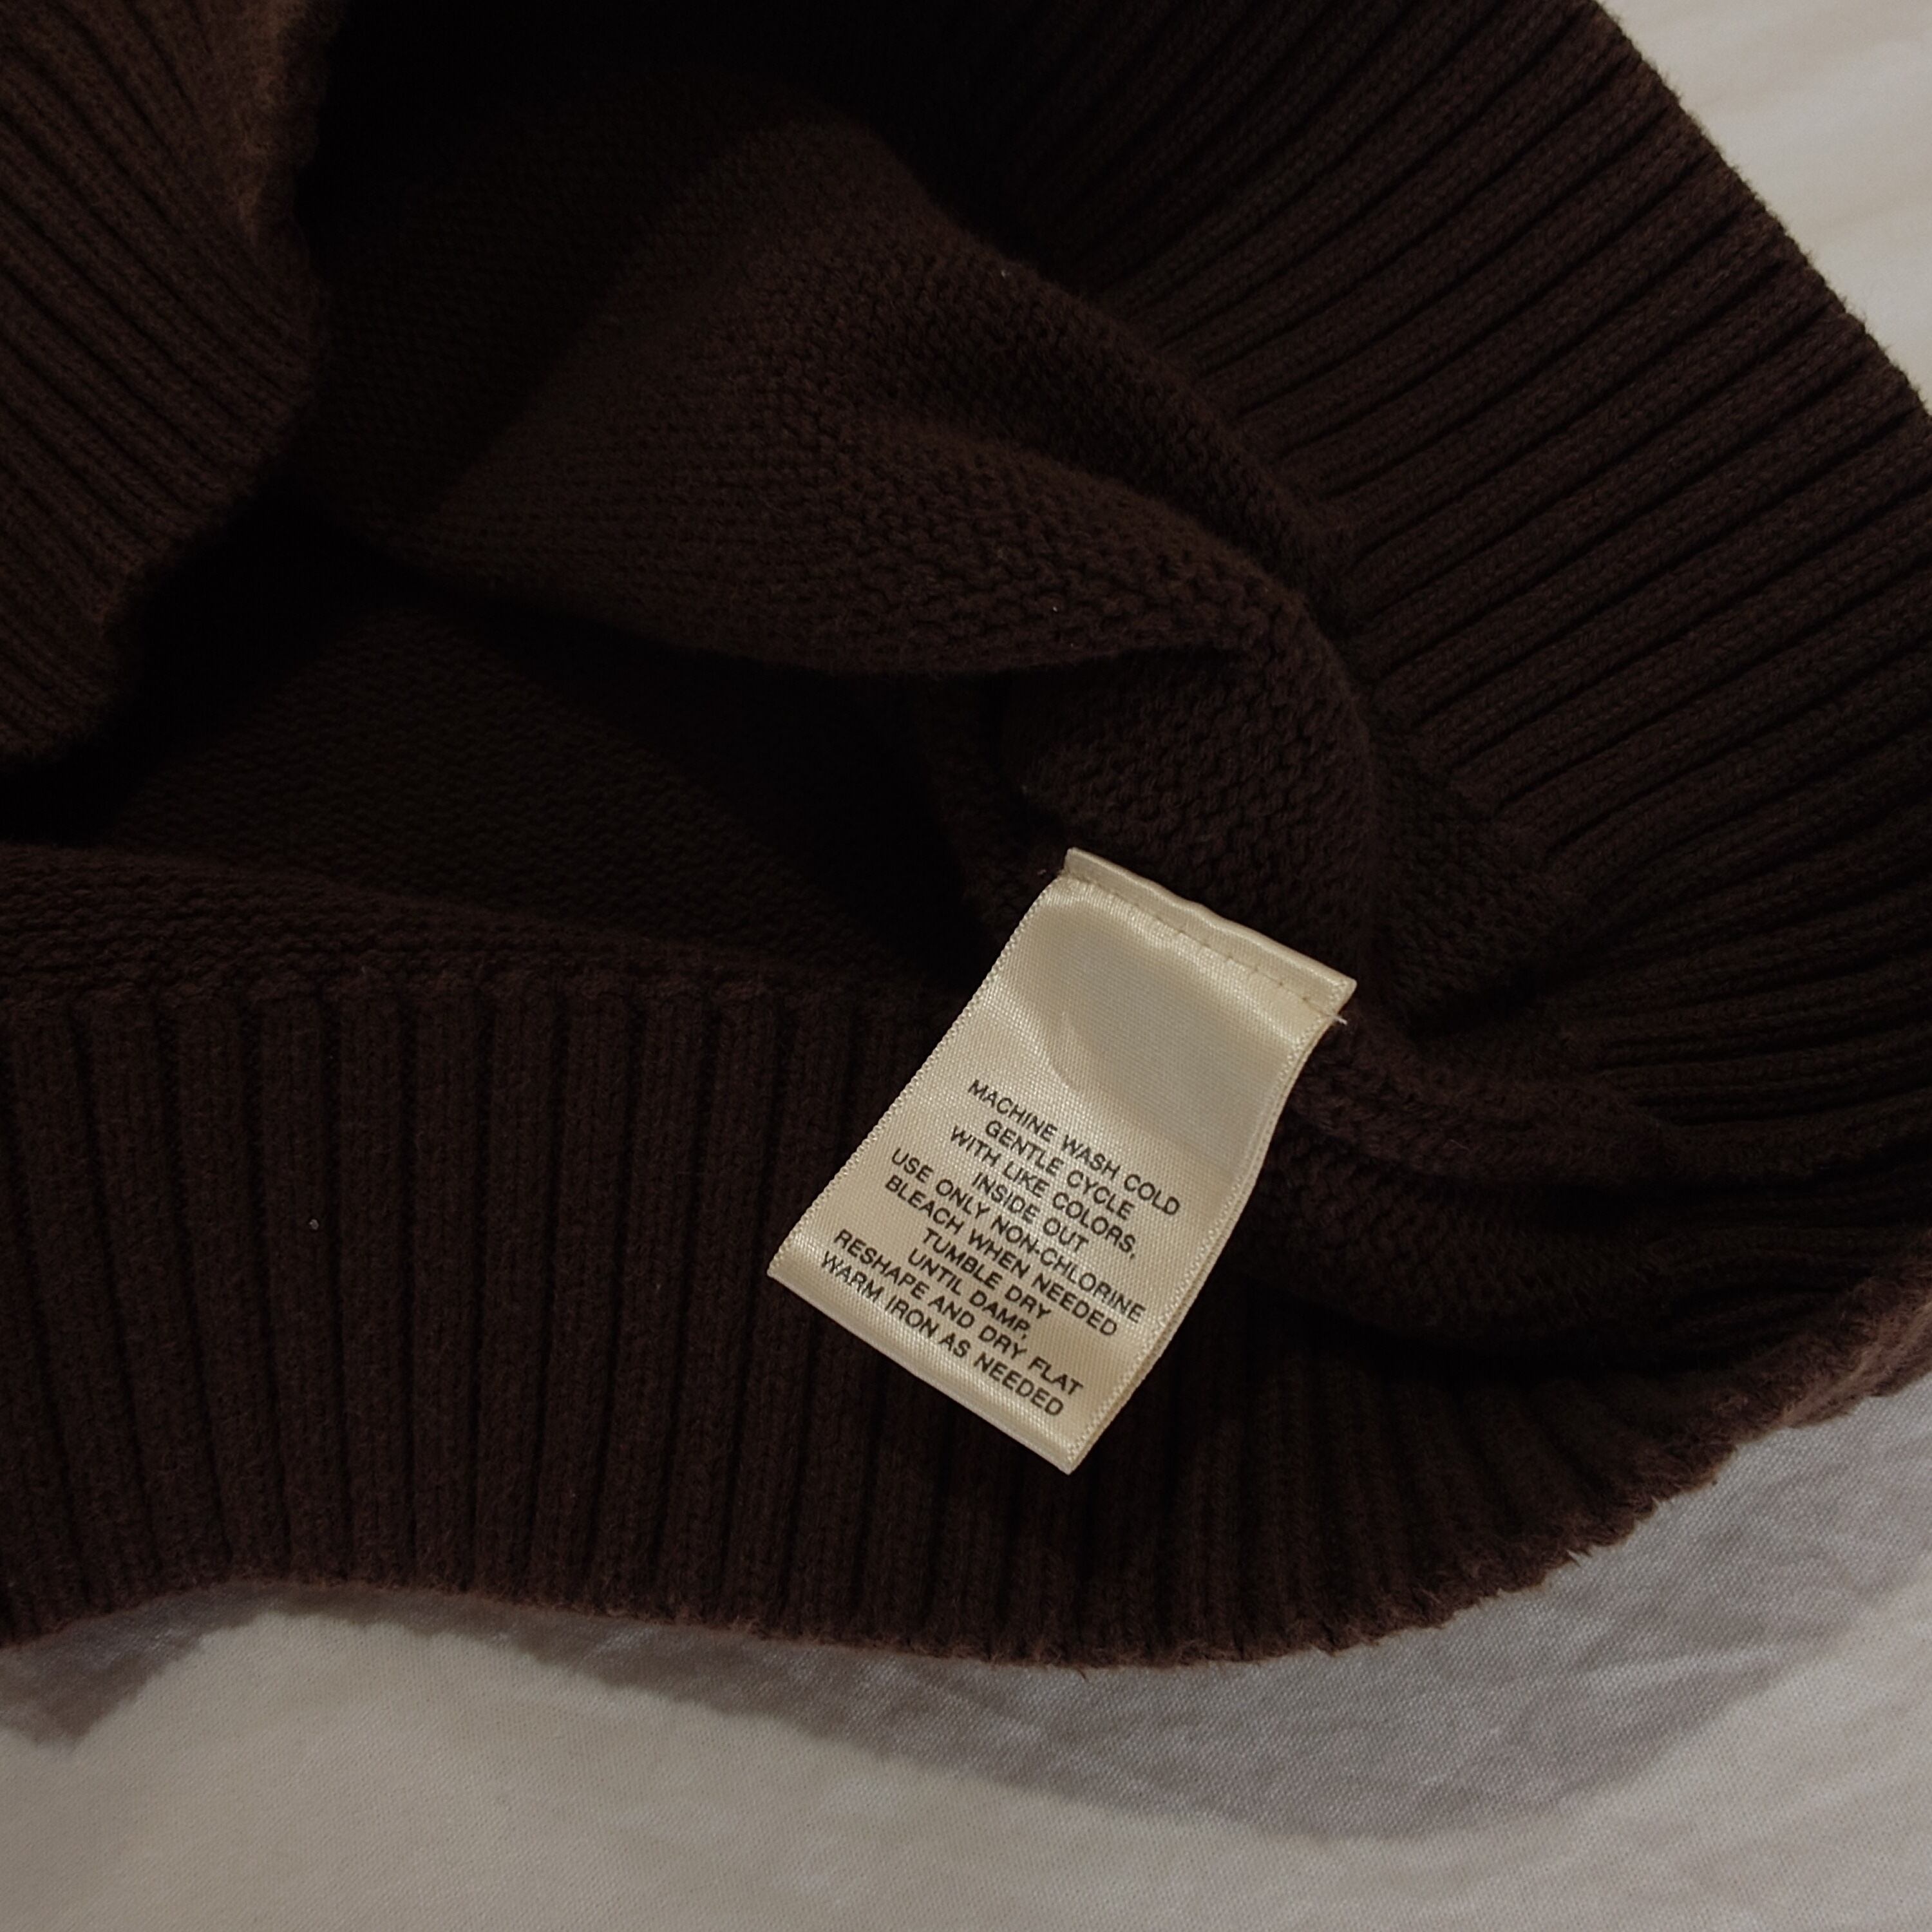 MACHINE WASH COLD
GENTLE CYCLE
WITH LIKE COLORS,
INSIDE OUT
USE ONLY NON-CHLORINE
BLEACH WHEN NEEDED
TUMBLE DRY
UNTIL DAMP,
RESHAPE AND DRY FLAT
WARM IRON AS NEEDED